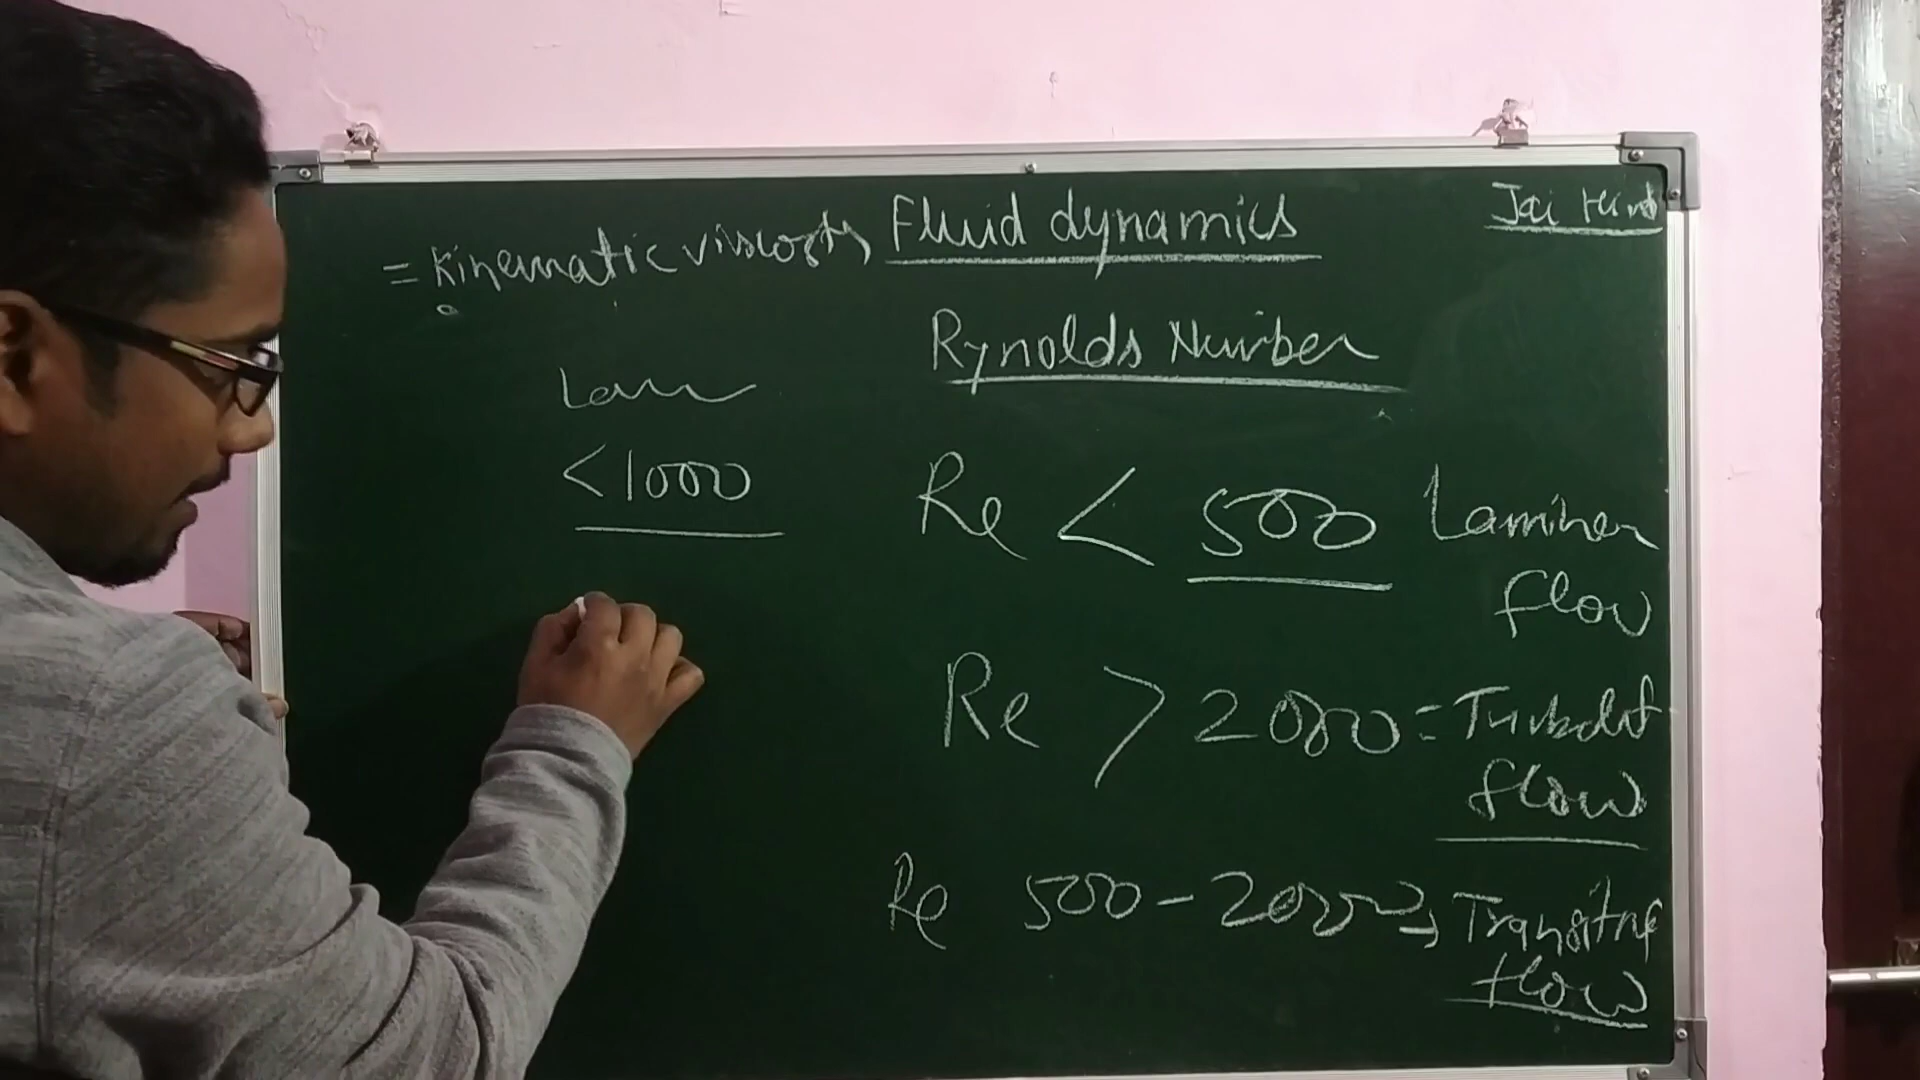 Jai Hind
Fluid dynamics
= Kinematic viscosity
Rynolds Number
Lam
<1000
Re < 500 Laminar
flow
Re > 2000 = Turbulent
flow
Re 500-2000 →
flow